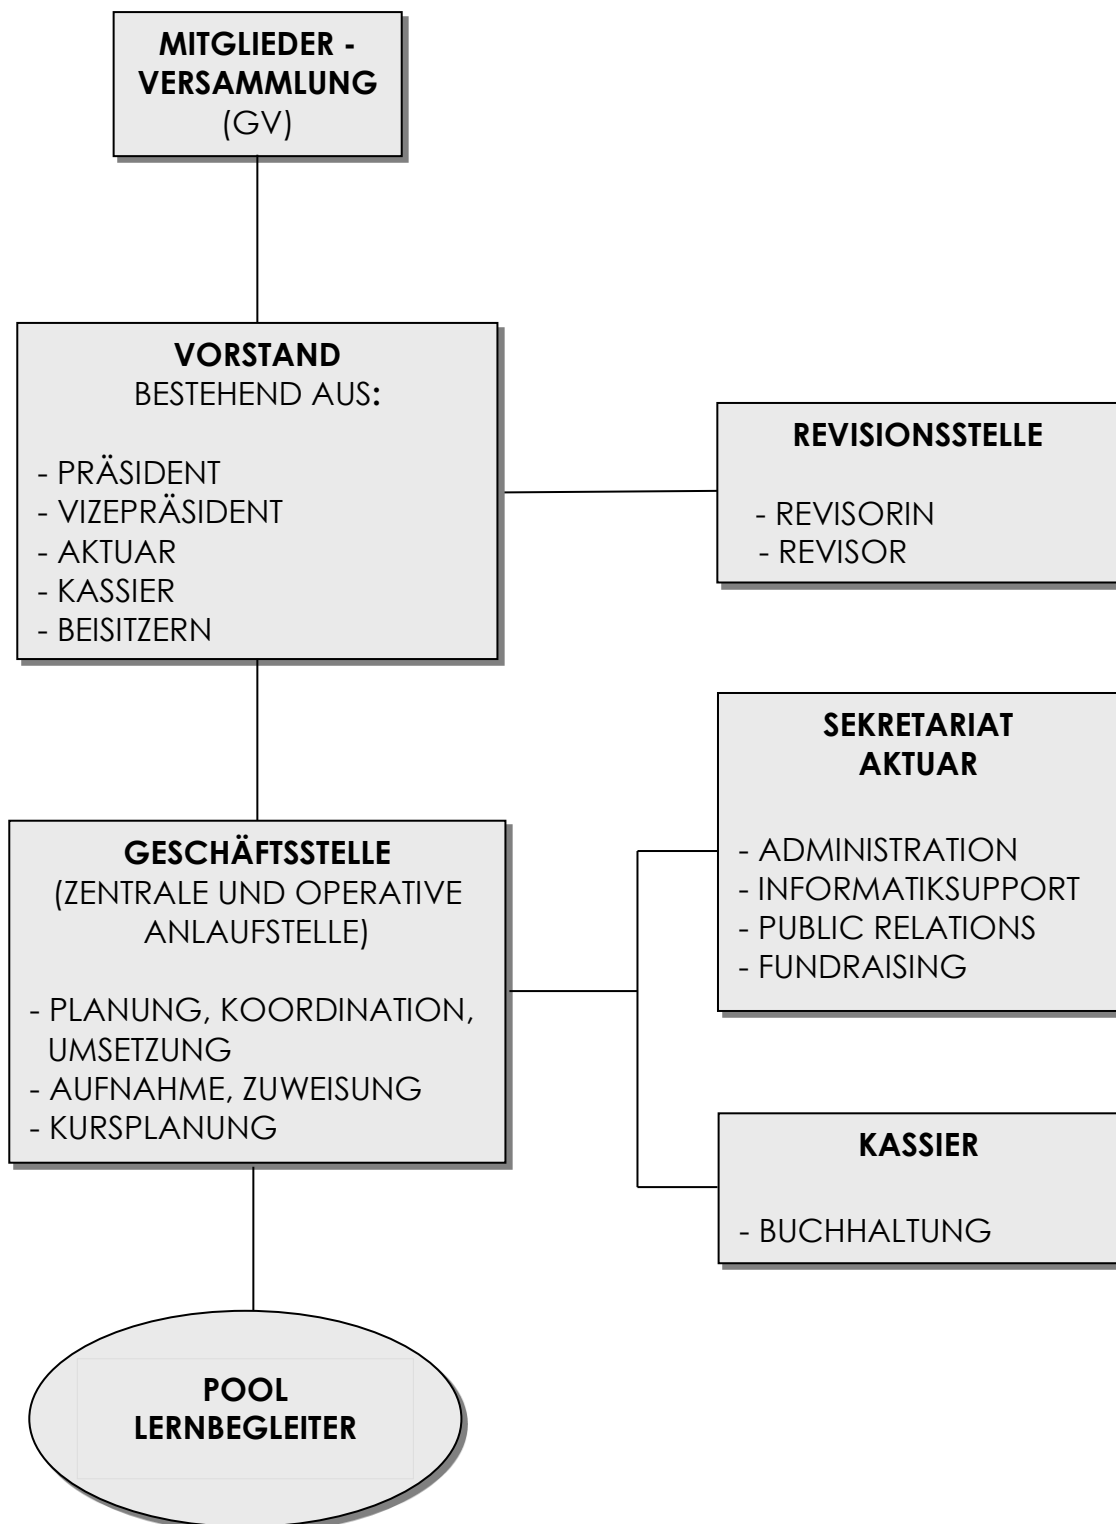 MITGLIEDER -
VERSAMMLUNG
(GV)
VORSTAND
BESTEHEND AUS:
- PRÄSIDENT
- VIZEPRÄSIDENT
- AKTUAR
- KASSIER
- BEISITZERN
REVISIONSSTELLE
- REVISORIN
- REVISOR
SEKRETARIAT
AKTUAR
- ADMINISTRATION
- INFORMATIKSUPPORT
- PUBLIC RELATIONS
- FUNDRAISING
GESCHÄFTSSTELLE
(ZENTRALE UND OPERATIVE
ANLAUFSTELLE)
- PLANUNG, KOORDINATION,
UMSETZUNG
- AUFNAHME, ZUWEISUNG
- KURSPLANUNG
KASSIER
- BUCHHALTUNG
POOL
LERNBEGLEITER